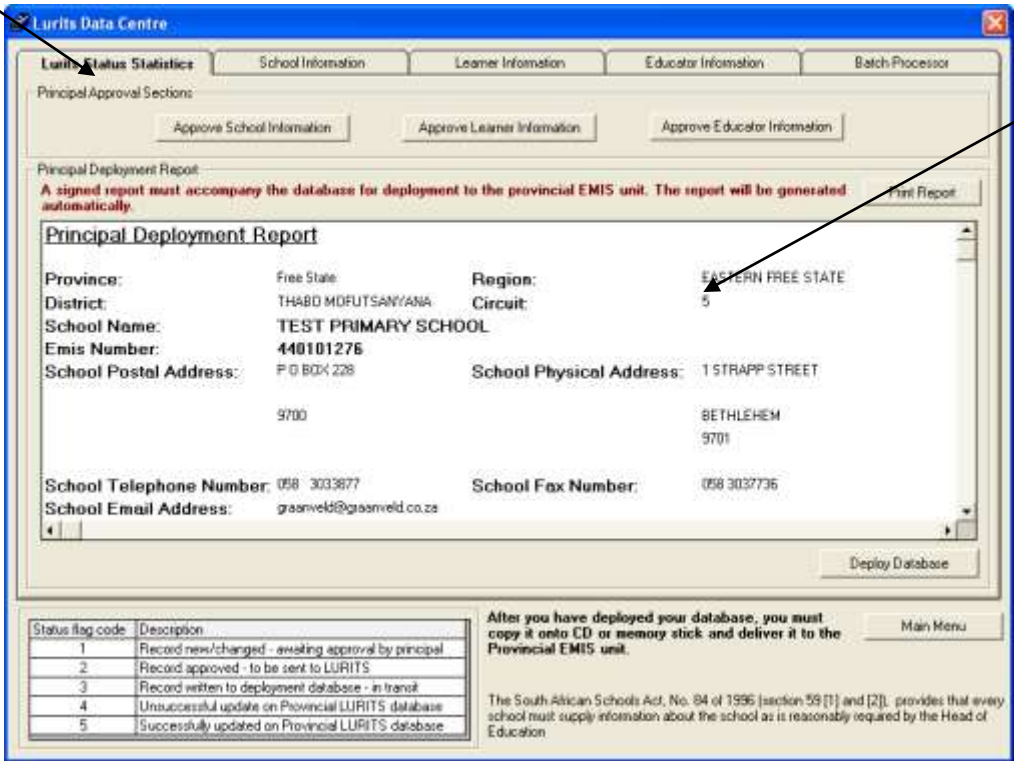 Lurits Data Centre
Lurits Status Statistics School Information Learner Information Educator Information Batch Processor
Principal Approval Sections
Approve School Information Approve Learner Information Approve Educator Information
Principal Deployment Report
A signed report must accompany the database for deployment to the provincial EMIS unit. The report will be generated
automatically.
Print Report
Principal Deployment Report
Province: Free State Region: EASTERN FREE STATE
District: THABO MOFUTSANYANA Circuit: 5
School Name: TEST PRIMARY SCHOOL
Emis Number: 440101276
School Postal Address: P O BOX 228 School Physical Address: 1 STRAPP STREET
9700 BETHLEHEM
9701
School Telephone Number: 058 3033877 School Fax Number: 058 3037736
School Email Address: graanveld@graanveld.co.za
Deploy Database
Status flag code Description
1 Record new/changed - awaiting approval by principal
2 Record approved - to be sent to LURITS
3 Record written to deployment database - in transit
4 Unsuccessful update on Provincial LURITS database
5 Successfully updated on Provincial LURITS database
After you have deployed your database, you must
copy it onto CD or memory stick and deliver it to the
Provincial EMIS unit.
Main Menu
The South African Schools Act, No. 84 of 1996 (section 59 [1] and [2]), provides that every
school must supply information about the school as is reasonably required by the Head of
Education